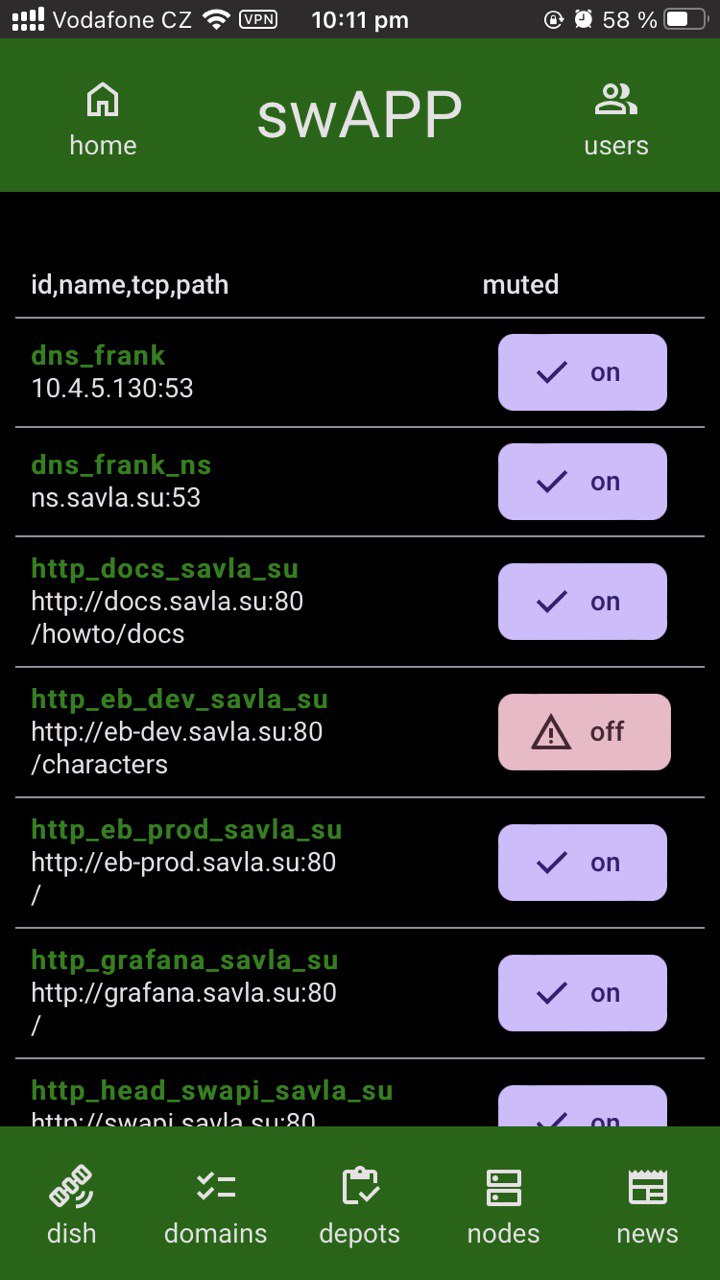 Vodafone CZ VPN 10:11 pm 58 %
home swAPP users
id,name,tcp,path muted
dns_frank
10.4.5.130:53
on
dns_frank_ns
ns.savla.su:53
on
http_docs_savla_su
http://docs.savla.su:80
/howto/docs
on
http_eb_dev_savla_su
http://eb-dev.savla.su:80
/characters
off
http_eb_prod_savla_su
http://eb-prod.savla.su:80
/
on
http_grafana_savla_su
http://grafana.savla.su:80
/
on
http_head_swapi_savla_su
http://swapi.savla.su:80
on
dish domains depots nodes news